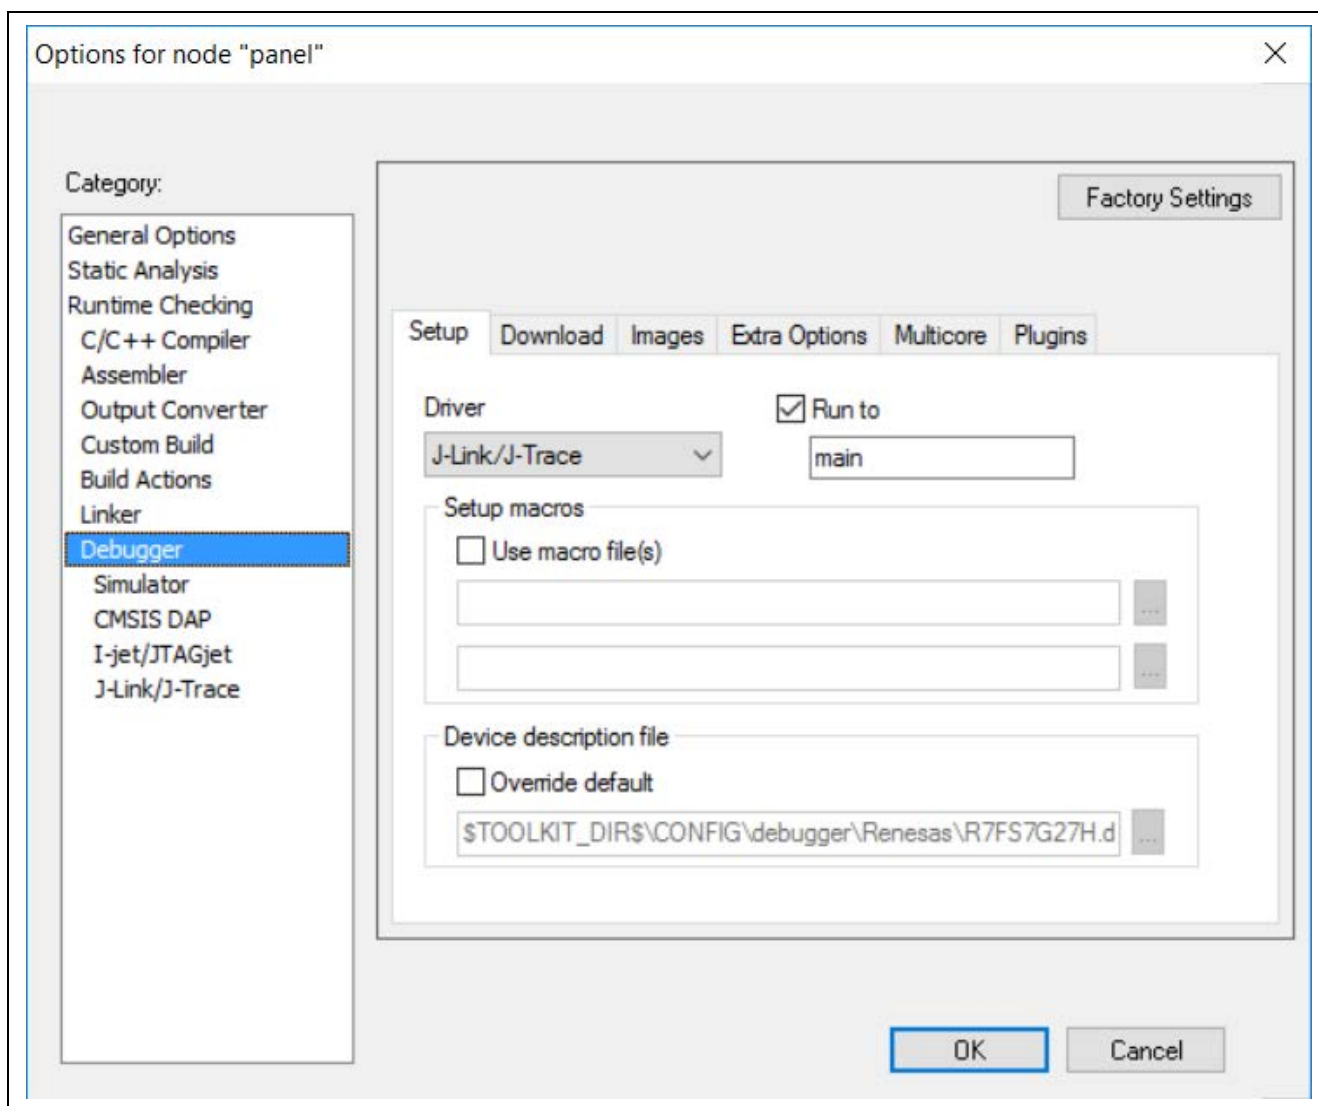 Options for node "panel"
Category:
General Options
Static Analysis
Runtime Checking
C/C++ Compiler
Assembler
Output Converter
Custom Build
Build Actions
Linker
Debugger
Simulator
CMSIS DAP
I-jet/JTAGjet
J-Link/J-Trace
Factory Settings
Setup Download Images Extra Options Multicore Plugins
Driver
Run to
J-Link/J-Trace
main
Setup macros
Use macro file(s)
...
...
Device description file
Override default
$TOOLKIT_DIR$\CONFIG\debugger\Renesas\R7FS7G27H.d
...
OK Cancel